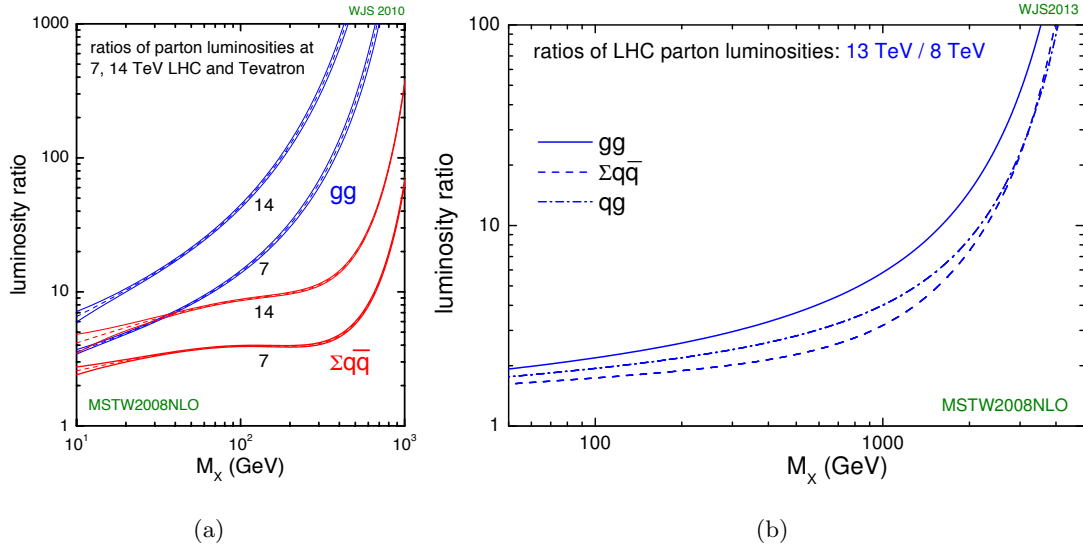 WJS 2010
ratios of parton luminosities at
7, 14 TeV LHC and Tevatron
1000
100
10
1
luminosity ratio
14
gg
7
14
7
Σqq̅
MSTW2008NLO
10¹
10²
10³
M_X (GeV)
(a)
WJS2013
ratios of LHC parton luminosities: 13 TeV / 8 TeV
gg
Σqq̅
qg
100
10
1
luminosity ratio
MSTW2008NLO
100
1000
M_X (GeV)
(b)